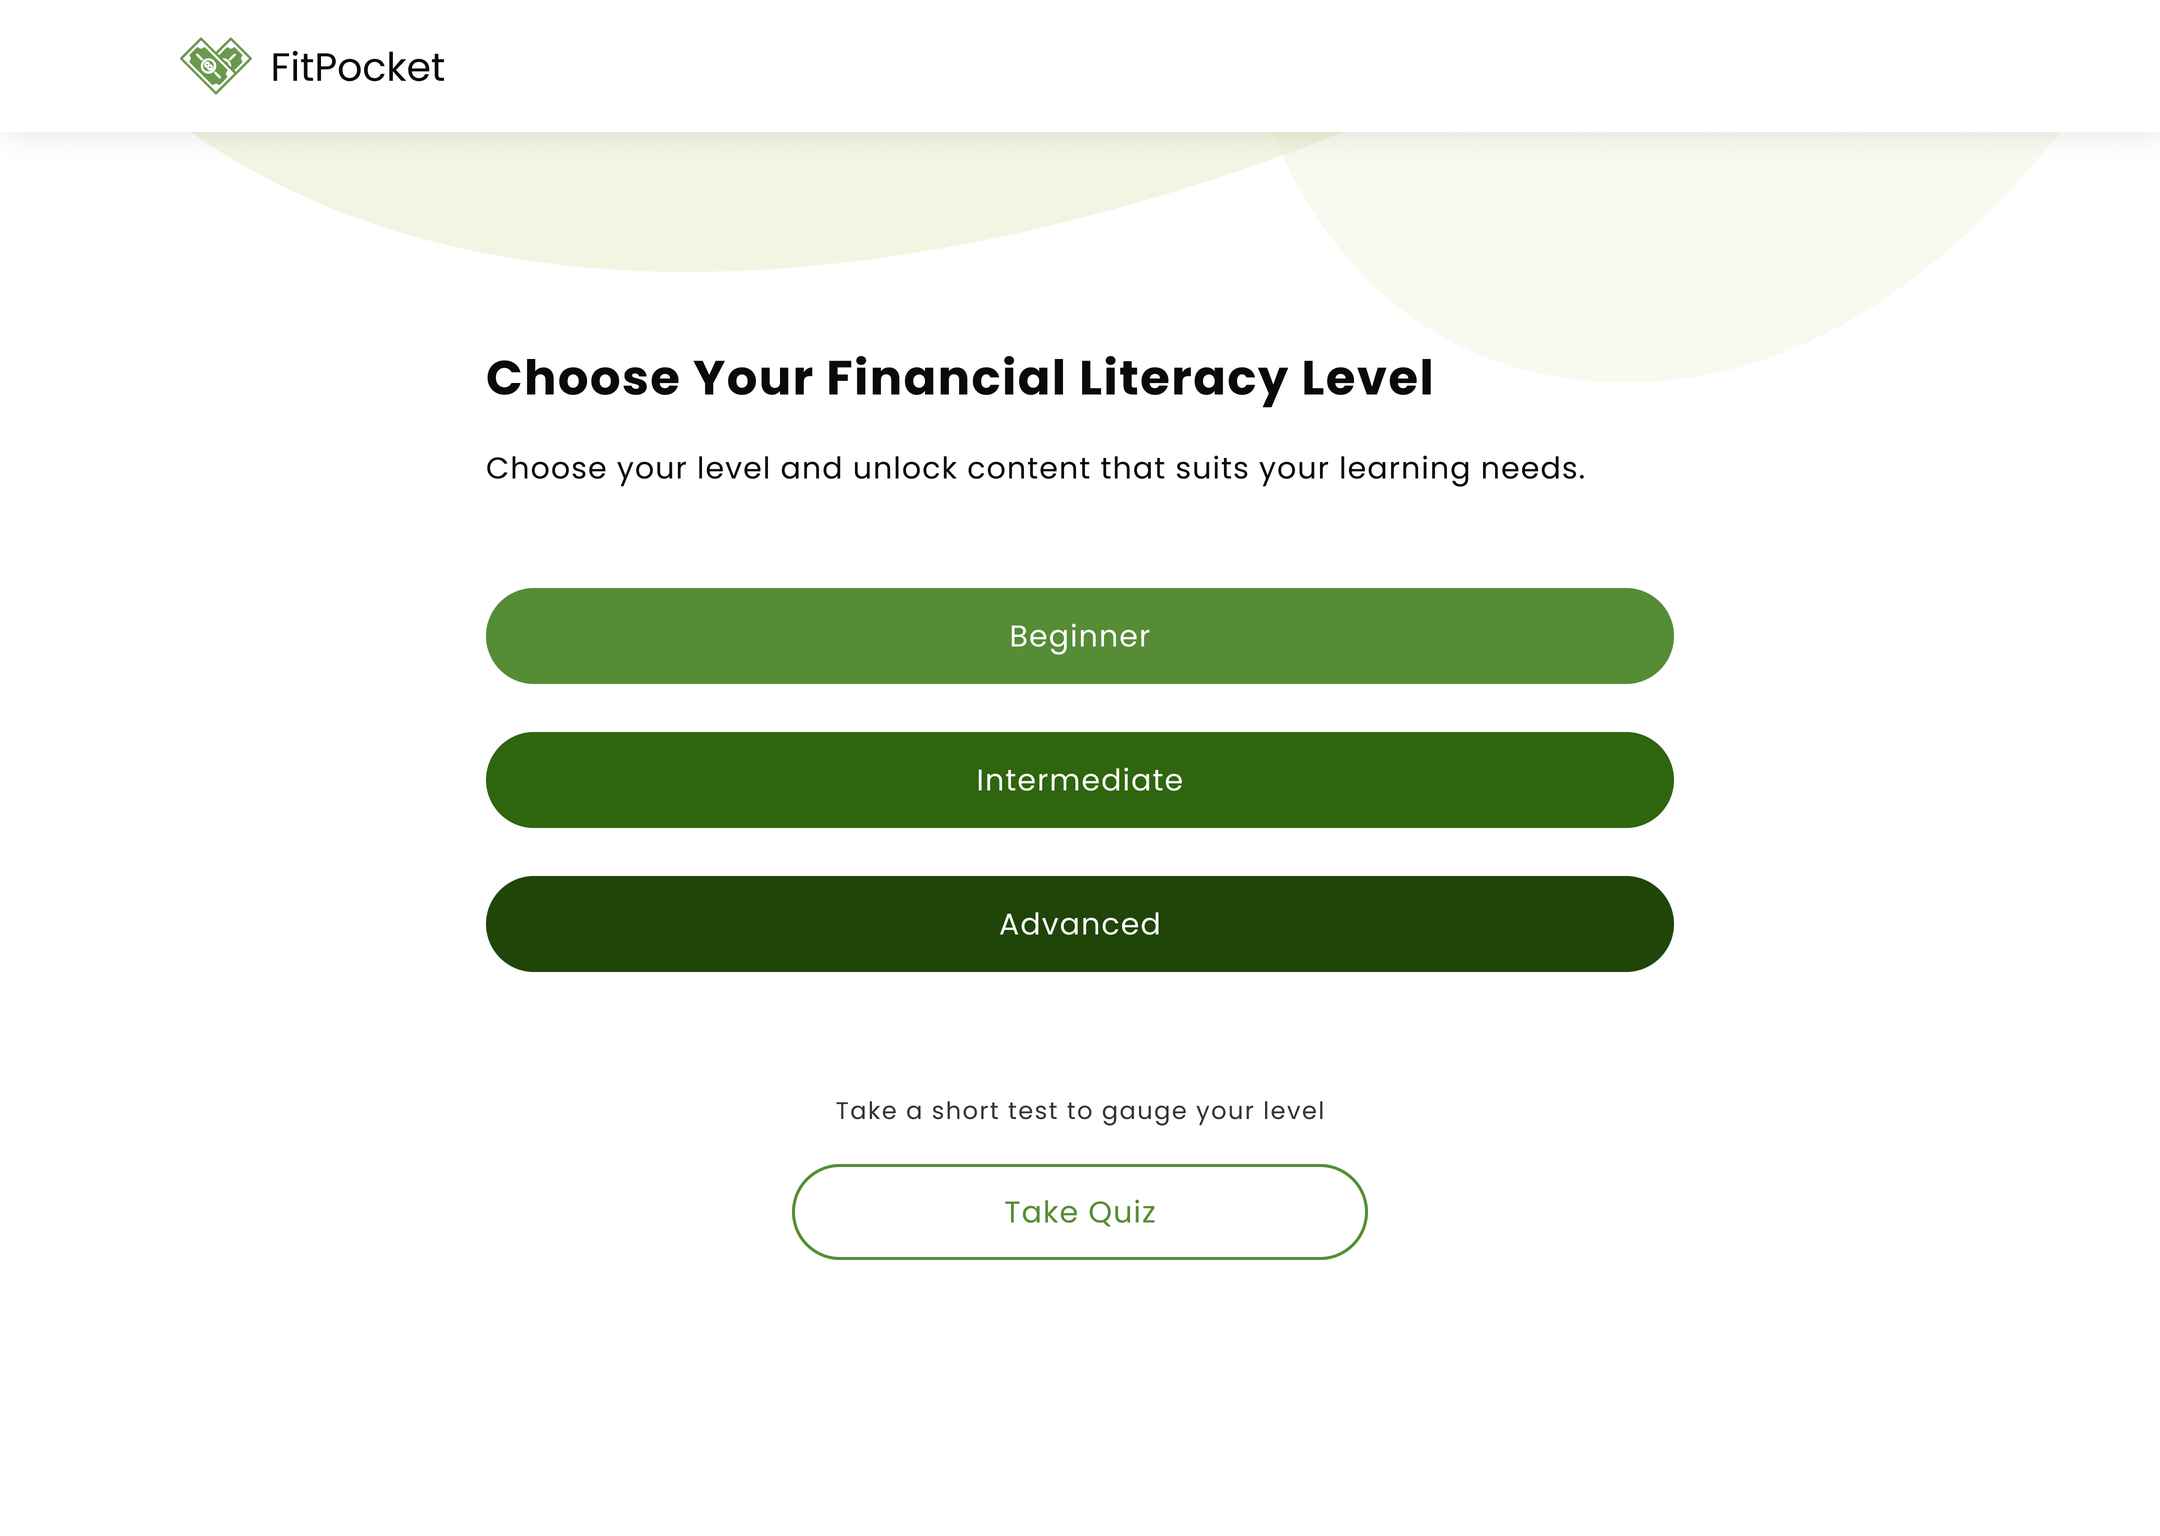 FitPocket
Choose Your Financial Literacy Level
Choose your level and unlock content that suits your learning needs.
Beginner
Intermediate
Advanced
Take a short test to gauge your level
Take Quiz